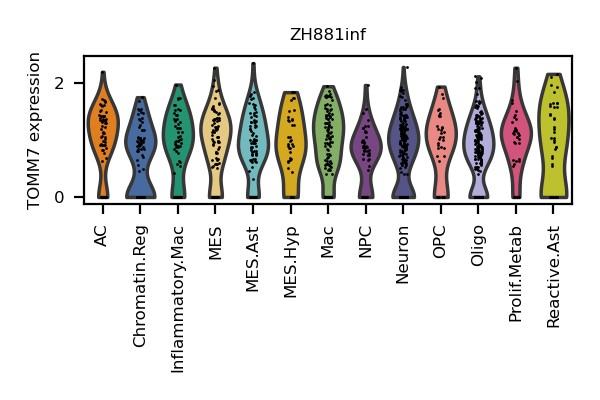 ZH881inf
TOMM7 expression
2
0
AC
Chromatin.Reg
Inflammatory.Mac
MES
MES.Ast
MES.Hyp
Mac
NPC
Neuron
OPC
Oligo
Prolif.Metab
Reactive.Ast